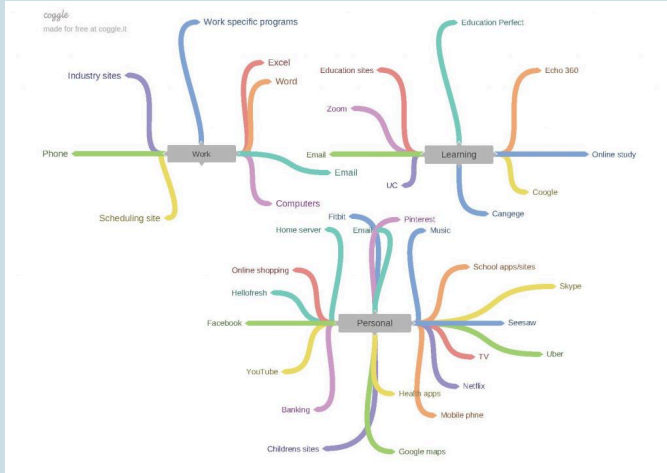 coggle
made for free at coggle.it
Work specific programs
Industry sites
Excel
Word
Phone
Work
Email
Computers
Scheduling site
Education Perfect
Education sites
Echo 360
Zoom
Email
Learning
Online study
UC
Coogle
Cangege
Fitbit
Pinterest
Home server
Email
Music
Online shopping
School apps/sites
Hellofresh
Skype
Facebook
Personal
Seesaw
YouTube
TV
Uber
Netflix
Health apps
Banking
Mobile phne
Childrens sites
Google maps